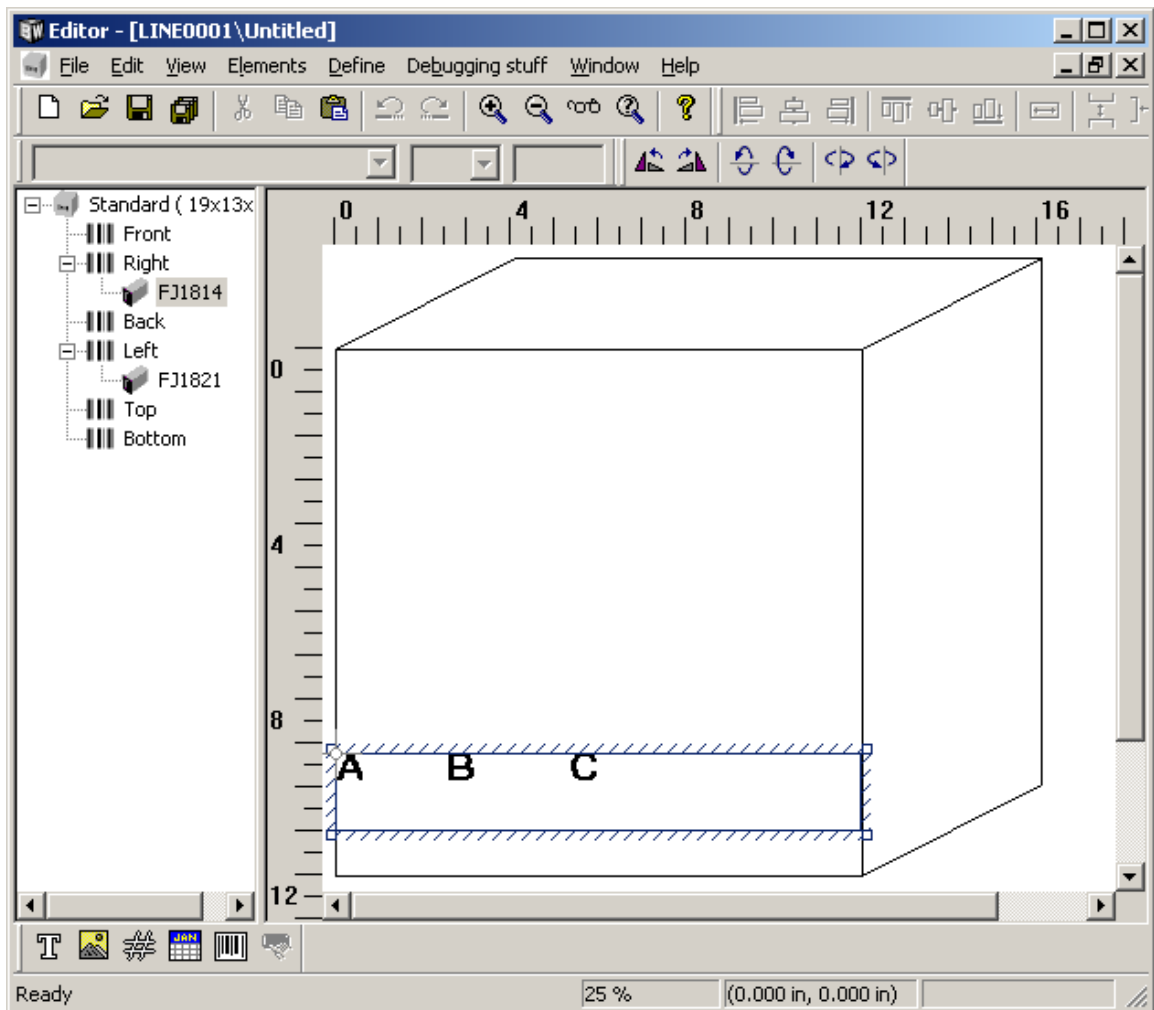 BW Editor - [LINE0001\Untitled]
File Edit View Elements Define Debugging stuff Window Help
Standard ( 19x13x
Front
Right
FJ1814
Back
Left
FJ1821
Top
Bottom
0 4 8 12 16
0
4
8
12
A B C
T JAN
Ready 25 % (0.000 in, 0.000 in)